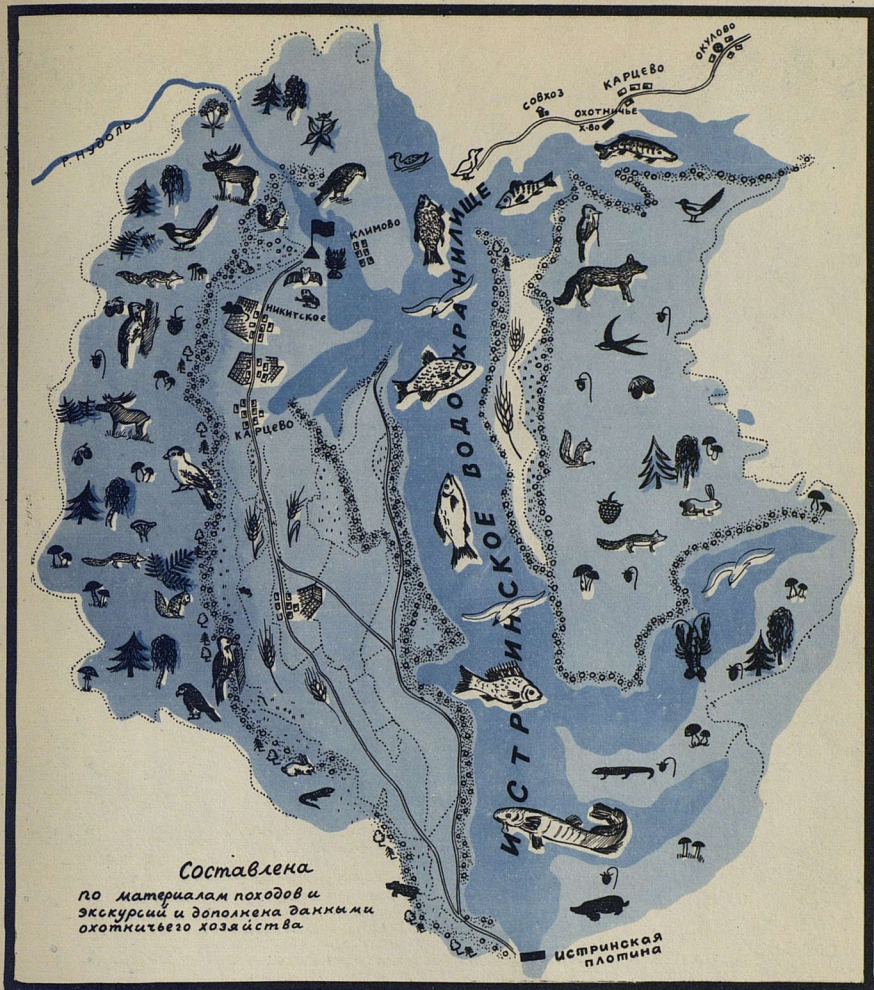 ОКУЛОВО
КАРЦЕВО
СОВХОЗ
ОХОТНИЧЬЕ
Х-ВО
Р. НУДОЛЬ
КЛИМОВО
НИКИТСКОЕ
КАРЦЕВО
ИСТРИНСКОЕ ВОДОХРАНИЛИЩЕ
Составлена
по материалам походов и
экскурсий и дополнена данными
охотничьего хозяйства
ИСТРИНСКАЯ
ПЛОТИНА